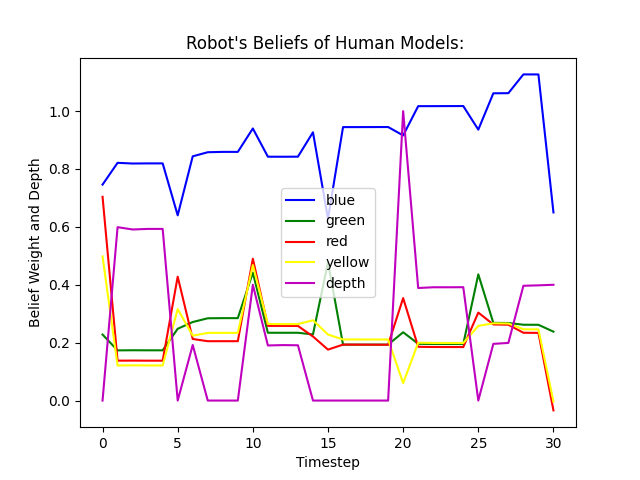 Robot's Beliefs of Human Models:
Belief Weight and Depth
1.0
0.8
0.6
0.4
0.2
0.0
blue
green
red
yellow
depth
0 5 10 15 20 25 30
Timestep